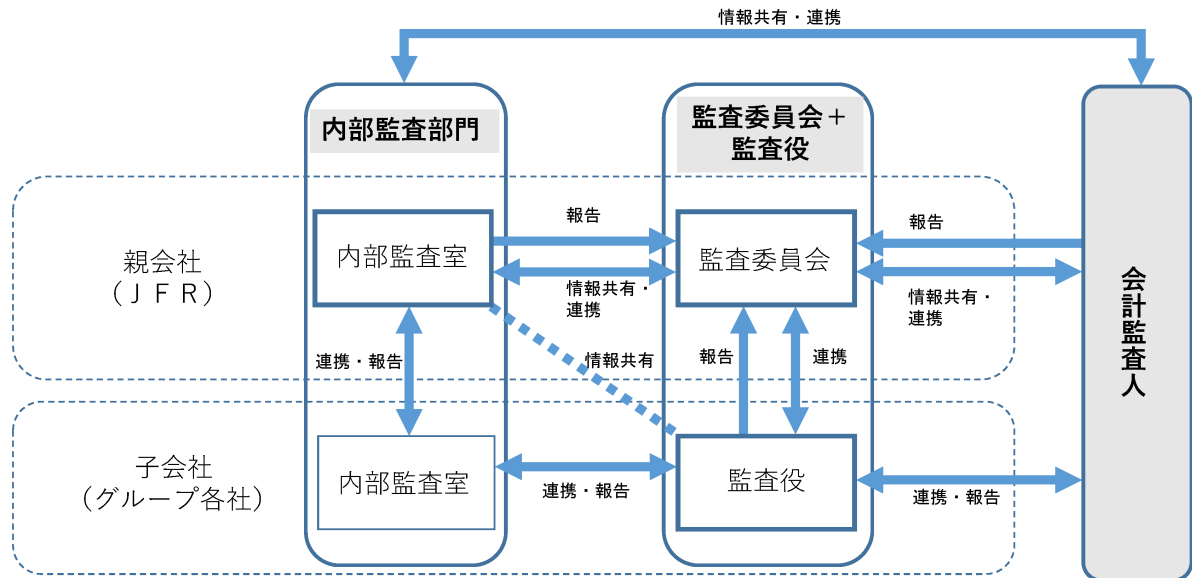 情報共有・連携
内部監査部門
監査委員会＋
監査役
親会社
（ＪＦＲ）
内部監査室
報告
情報共有・
連携
監査委員会
報告
情報共有・
連携
会計監査人
連携・報告
情報共有
報告
連携
子会社
（グループ各社）
内部監査室
連携・報告
監査役
連携・報告